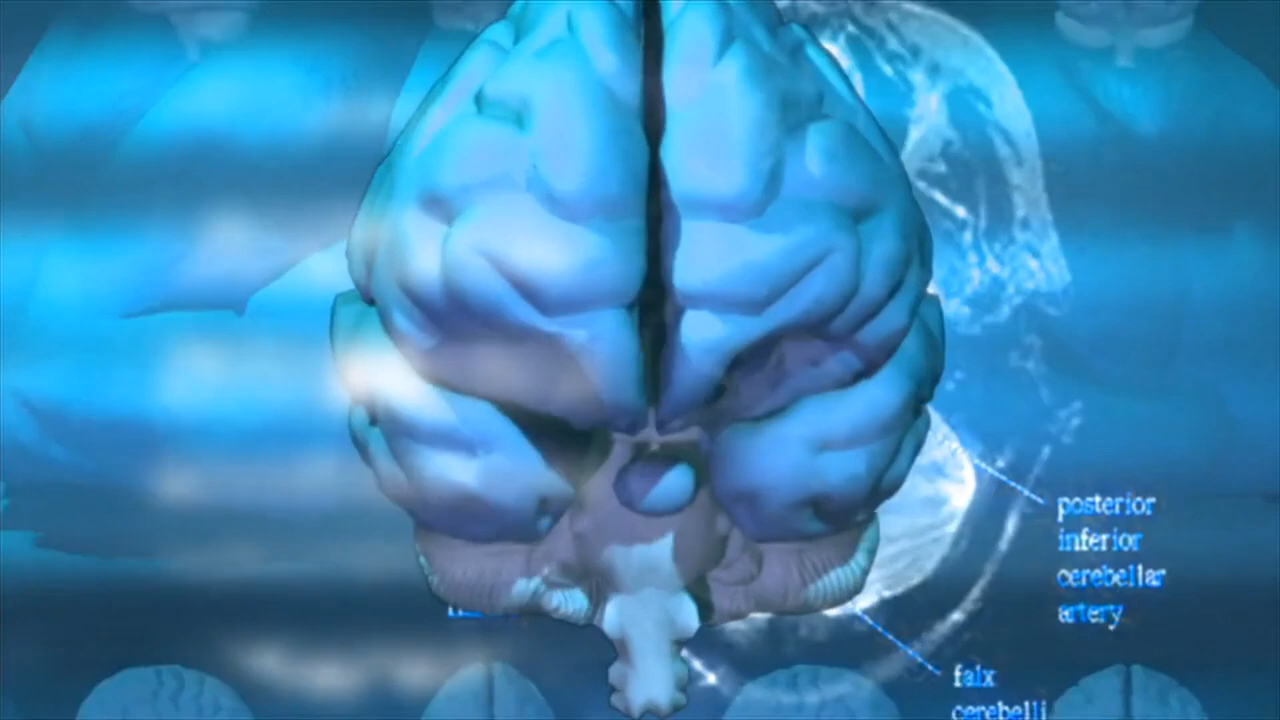 posterior
inferior
cerebellar
artery
falx
cerebelli